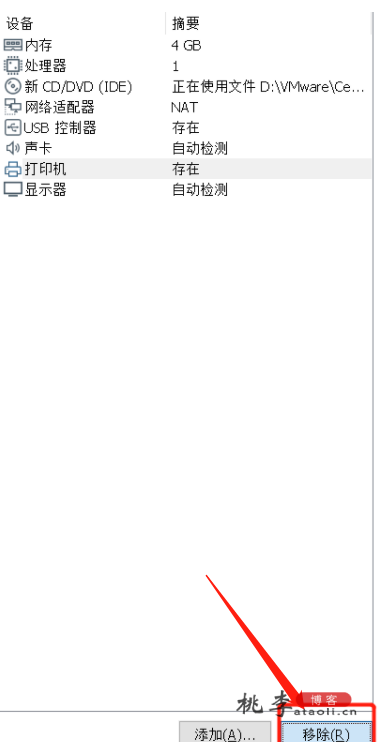 设备 摘要
内存 4 GB
处理器 1
新 CD/DVD (IDE) 正在使用文件 D:\VMware\Ce...
网络适配器 NAT
USB 控制器 存在
声卡 自动检测
打印机 存在
显示器 自动检测
桃李 博客
ataoli.cn
添加(A)... 移除(R)